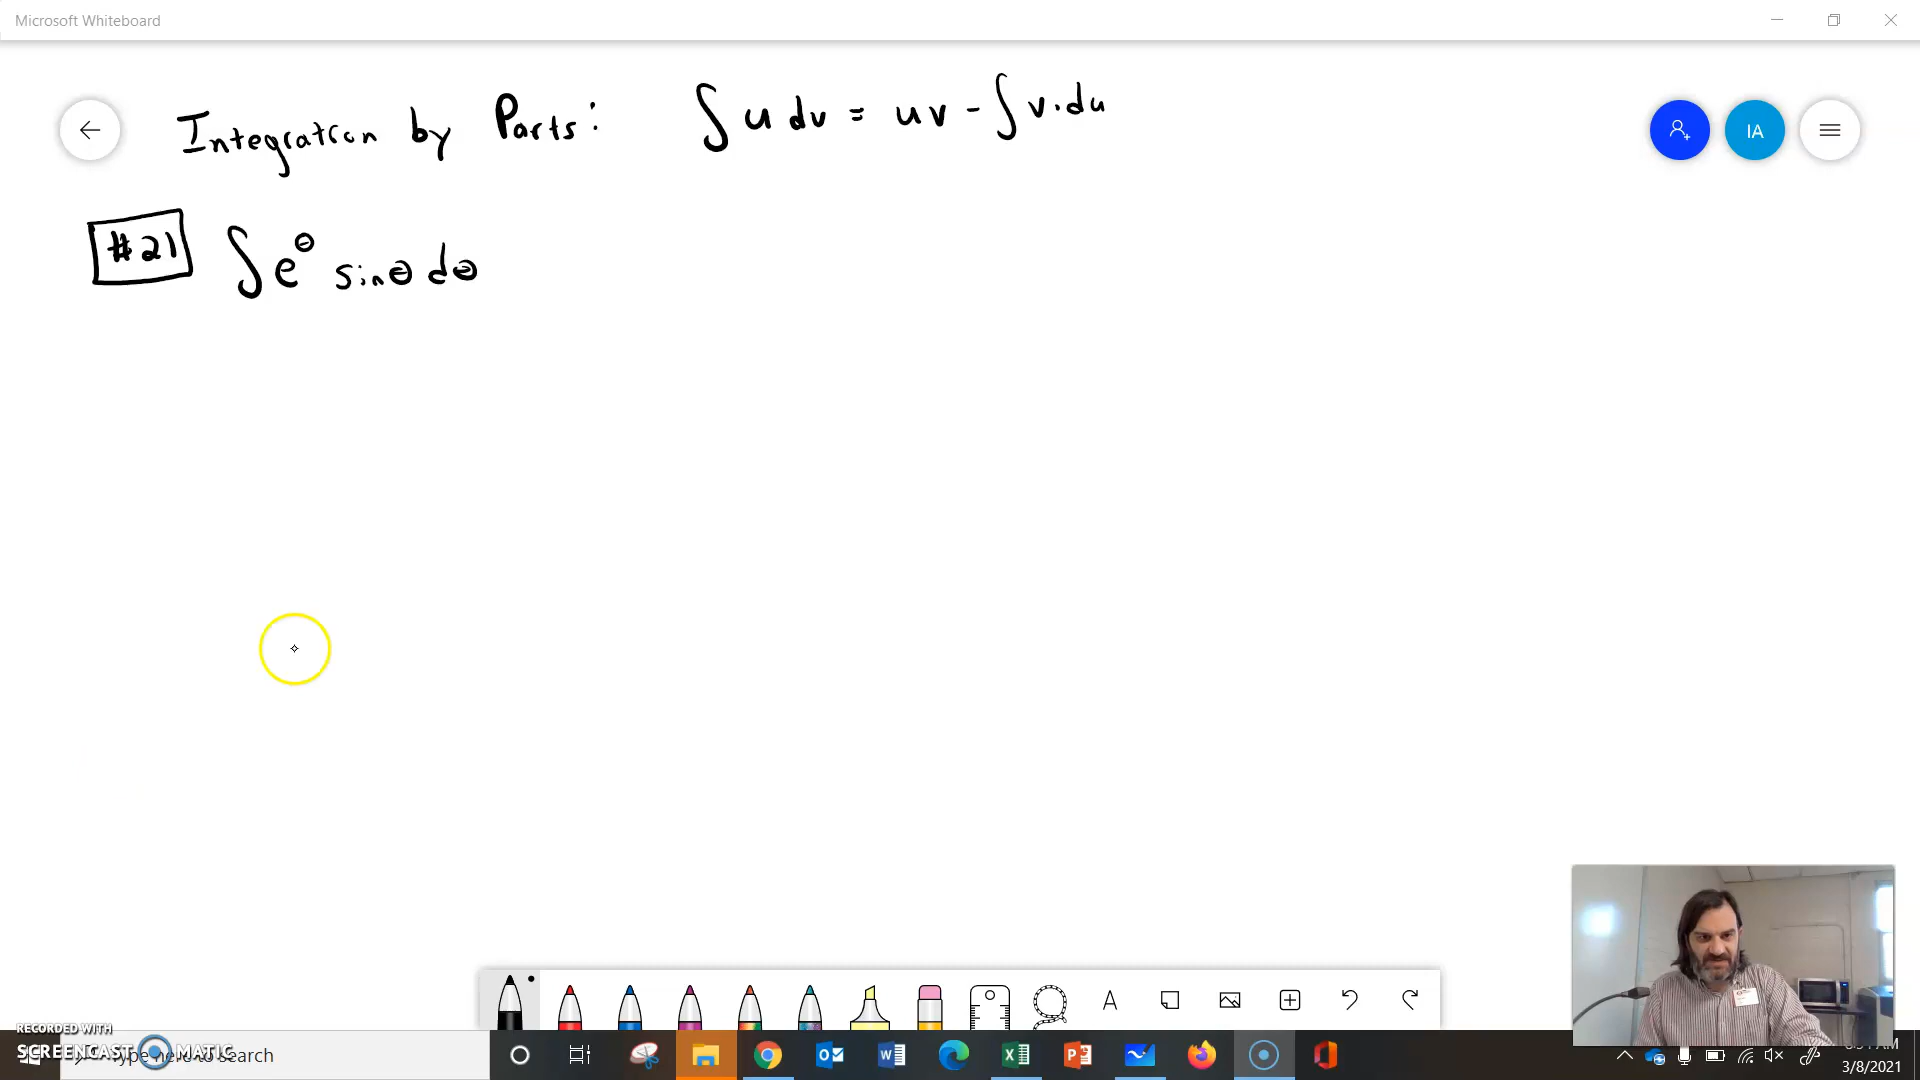 Microsoft Whiteboard
Integration by Parts: ∫ u dv = uv - ∫ v. du
IA
#21 ∫ e^θ sinθ dθ
RECORDED WITH
SCREENCAST MATIC
Type here to search
3/8/2021